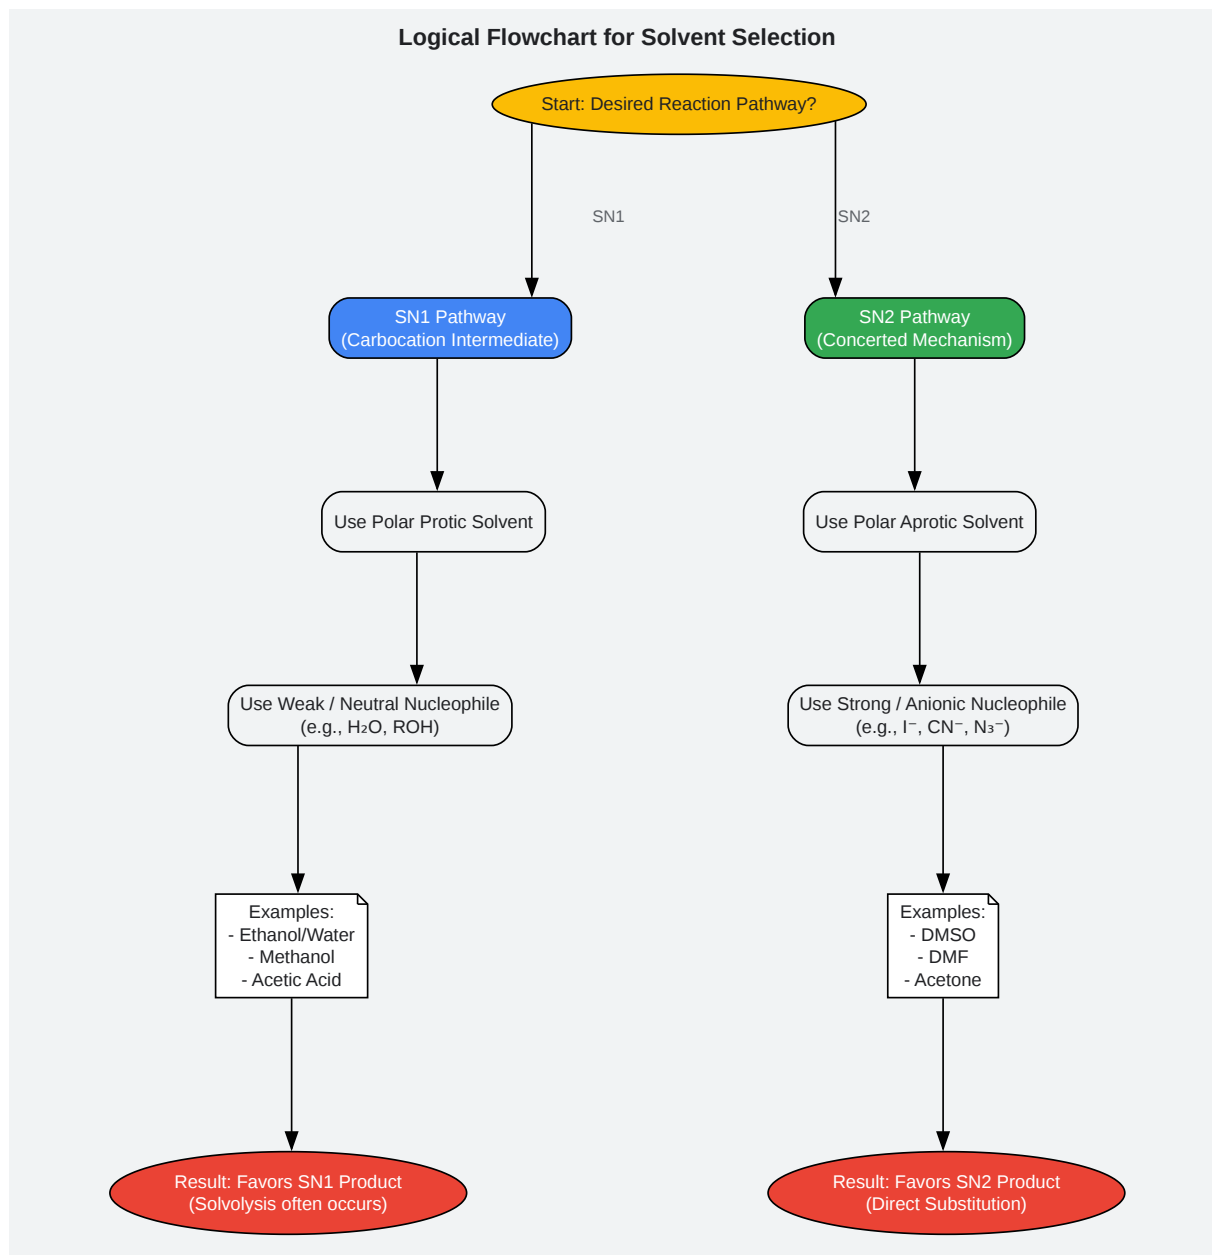 Logical Flowchart for Solvent Selection
Start: Desired Reaction Pathway?
SN1
SN2
SN1 Pathway
(Carbocation Intermediate)
SN2 Pathway
(Concerted Mechanism)
Use Polar Protic Solvent
Use Polar Aprotic Solvent
Use Weak / Neutral Nucleophile
(e.g., H₂O, ROH)
Use Strong / Anionic Nucleophile
(e.g., I⁻, CN⁻, N₃⁻)
Examples:
- Ethanol/Water
- Methanol
- Acetic Acid
Examples:
- DMSO
- DMF
- Acetone
Result: Favors SN1 Product
(Solvolysis often occurs)
Result: Favors SN2 Product
(Direct Substitution)